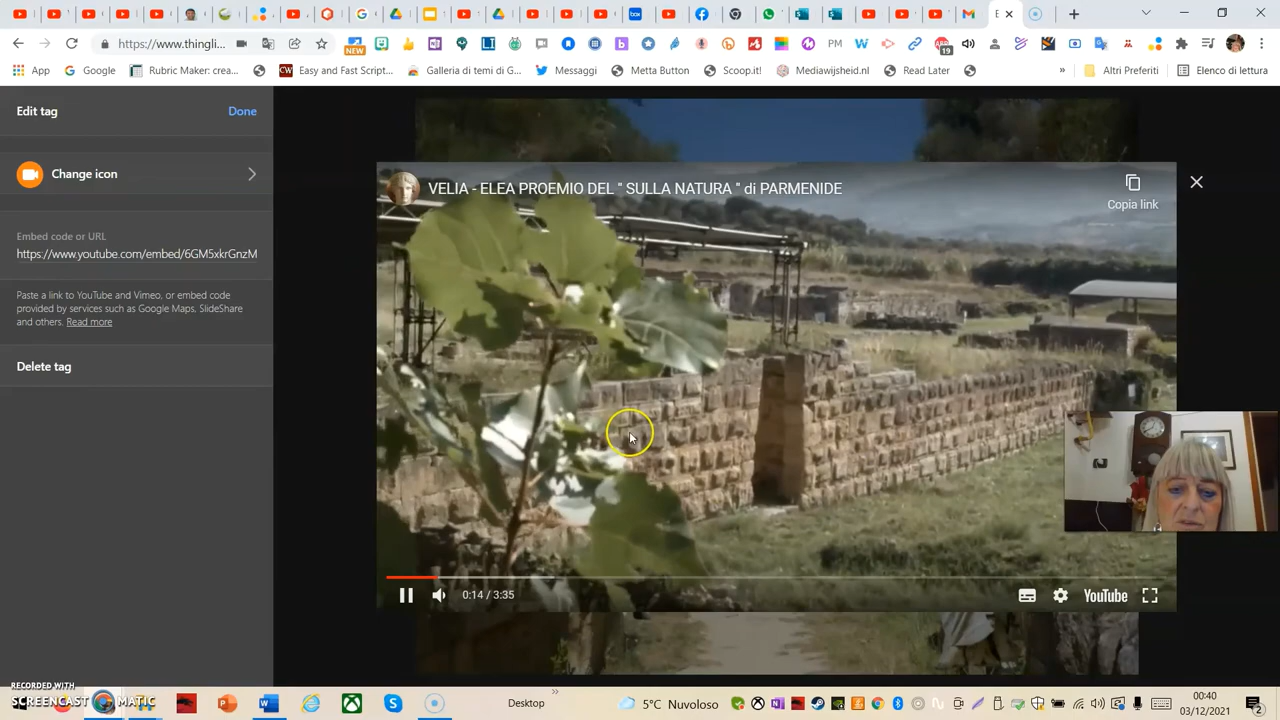 https://www.thingli
NEW
PM
19
App
Google
Rubric Maker: crea...
CW
Easy and Fast Script...
Galleria di temi di G...
Messaggi
Metta Button
Scoop.it!
Mediawijsheid.nl
Read Later
»
Altri Preferiti
Elenco di lettura
Edit tag
Done
Change icon
Embed code or URL
https://www.youtube.com/embed/6GM5xkrGnzM
Paste a link to YouTube and Vimeo, or embed code
provided by services such as Google Maps, SlideShare
and others. Read more
Delete tag
VELIA - ELEA PROEMIO DEL " SULLA NATURA " di PARMENIDE
Copia link
0:14 / 3:35
YouTube
RECORDED WITH
SCREENCAST MATIC
Desktop
5°C Nuvoloso
00:40
03/12/2021
2